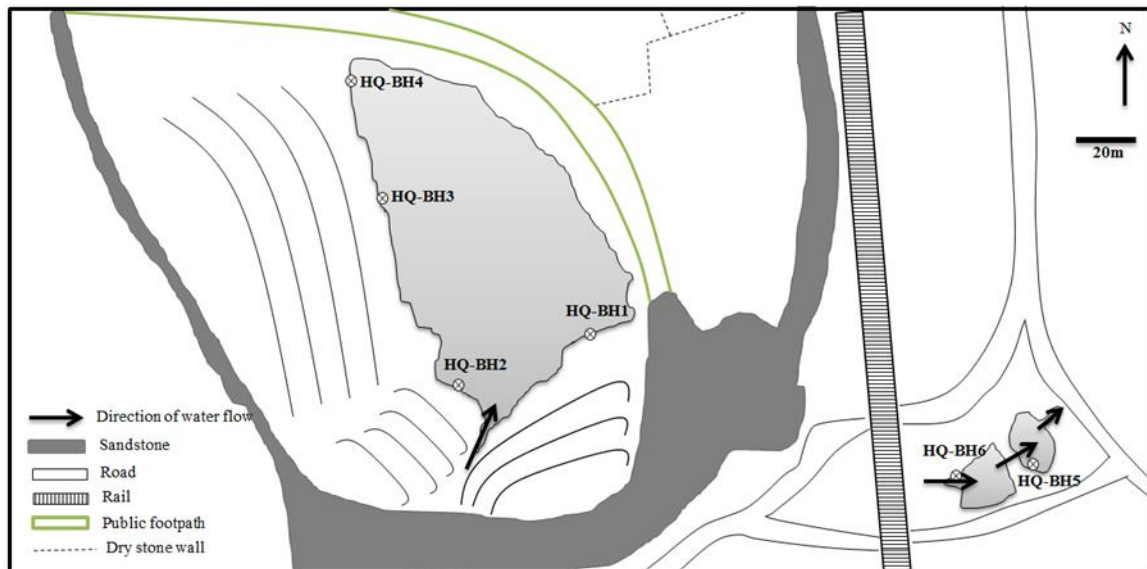 N
20m
HQ-BH4
HQ-BH3
HQ-BH1
HQ-BH2
HQ-BH6
HQ-BH5
Direction of water flow
Sandstone
Road
Rail
Public footpath
Dry stone wall